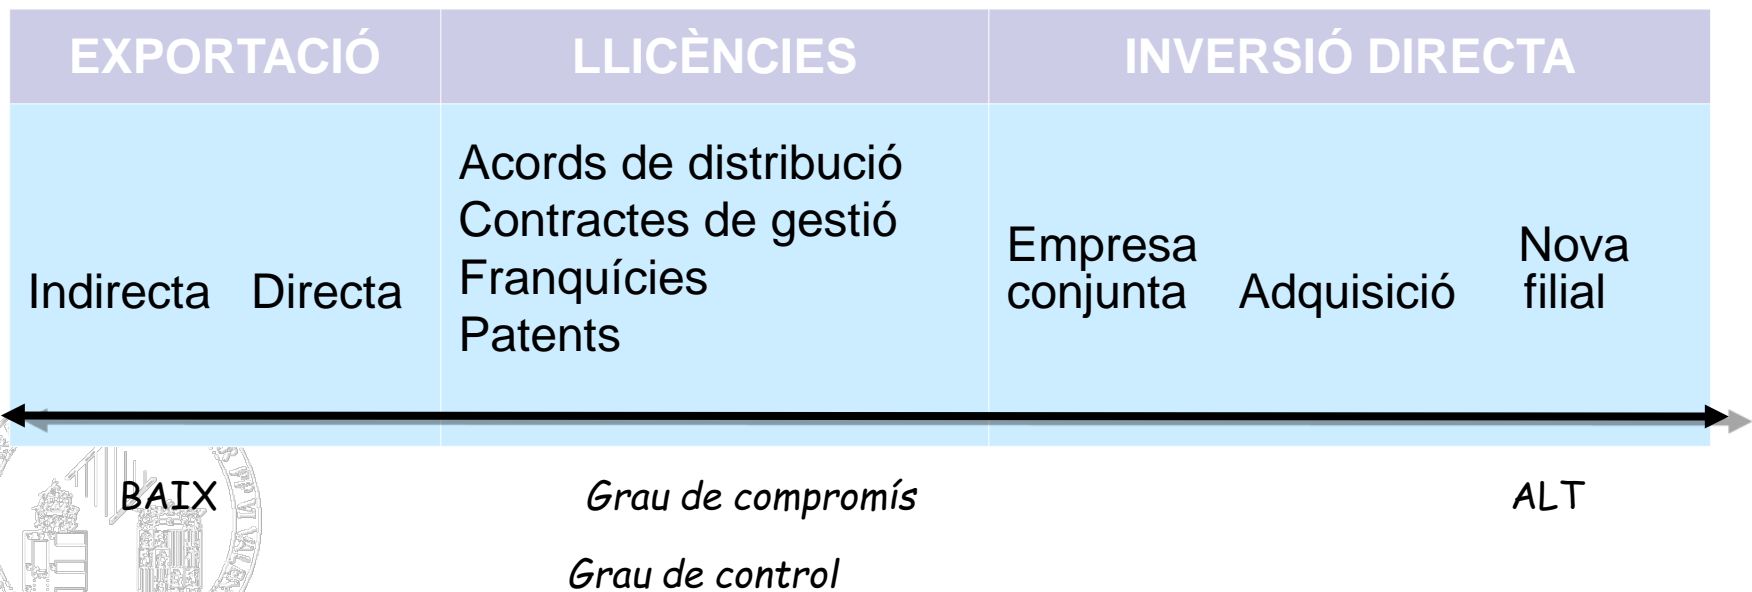 EXPORTACIÓ
LLICÈNCIES
INVERSIÓ DIRECTA
Indirecta Directa
Acords de distribució
Contractes de gestió
Franquícies
Patents
Empresa
conjunta
Adquisició
Nova
filial
BAIX
Grau de compromís
ALT
Grau de control